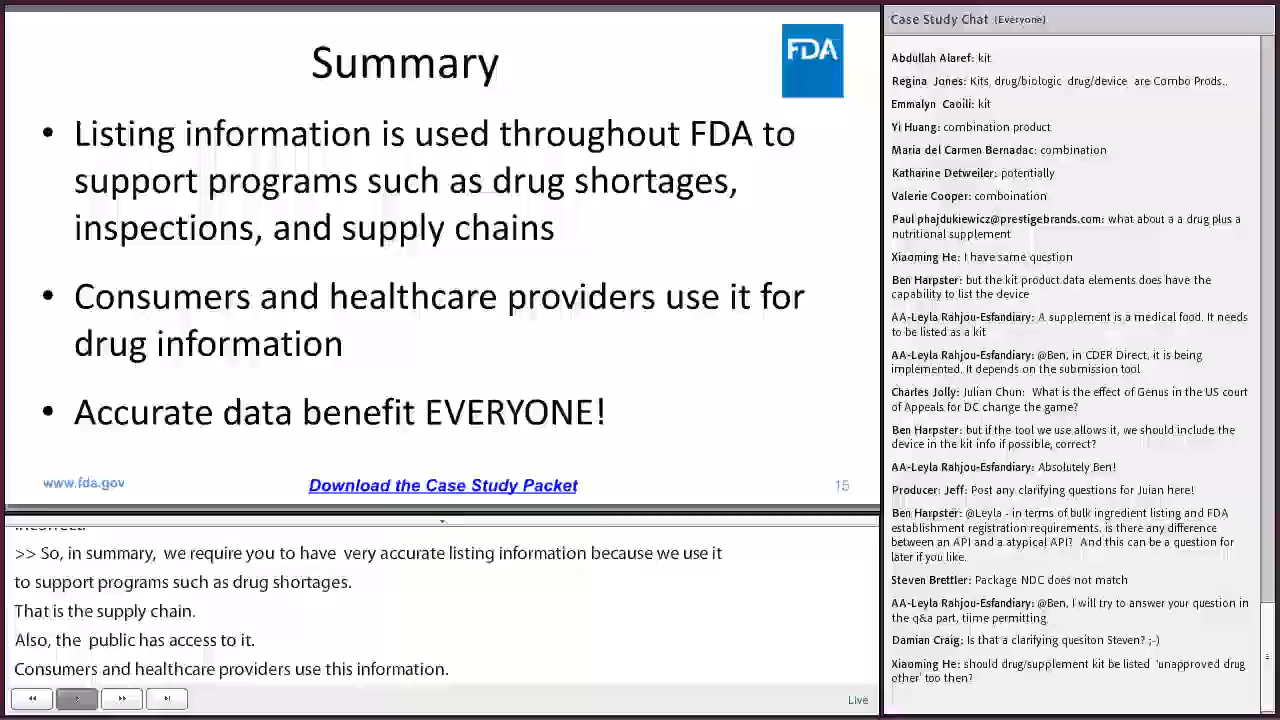 Summary
FDA
• Listing information is used throughout FDA to
support programs such as drug shortages,
inspections, and supply chains
• Consumers and healthcare providers use it for
drug information
• Accurate data benefit EVERYONE!
www.fda.gov
Download the Case Study Packet
15
>> So, in summary, we require you to have very accurate listing information because we use it
to support programs such as drug shortages.
That is the supply chain.
Also, the public has access to it.
Consumers and healthcare providers use this information.
Live
Case Study Chat (Everyone)
Abdullah Alaref: kit
Regina Jones: Kits, drug/biologic drug/device are Combo Prods..
Emmalyn Caoili: kit
Yi Huang: combination product
Maria del Carmen Bernadac: combination
Katharine Detweiler: potentially
Valerie Cooper: comboination
Paul phajdukiewicz@prestigebrands.com: what about a a drug plus a
nutritional supplement
Xiaoming He: I have same question
Ben Harpster: but the kit product data elements does have the
capability to list the device
AA-Leyla Rahjou-Esfandiary: A supplement is a medical food. It needs
to be listed as a kit
AA-Leyla Rahjou-Esfandiary: @Ben, in CDER Direct, it is being
implemented. It depends on the submission tool
Charles Jolly: Julian Chun: What is the effect of Genus in the US court
of Appeals for DC change the game?
Ben Harpster: but if the tool we use allows it, we should include the
device in the kit info if possible, correct?
AA-Leyla Rahjou-Esfandiary: Absolutely Ben!
Producer: Jeff: Post any clarifying questions for Juian here!
Ben Harpster: @Leyla - in terms of bulk ingredient listing and FDA
establishment registration requirements, is there any difference
between an API and a atypical API? And this can be a question for
later if you like.
Steven Brettler: Package NDC does not match
AA-Leyla Rahjou-Esfandiary: @Ben, I will try to answer your question in
the q&a part, tiime permitting
Damian Craig: Is that a clarifying quesiton Steven? ;-)
Xiaoming He: should drug/supplement kit be listed 'unapproved drug
other' too then?